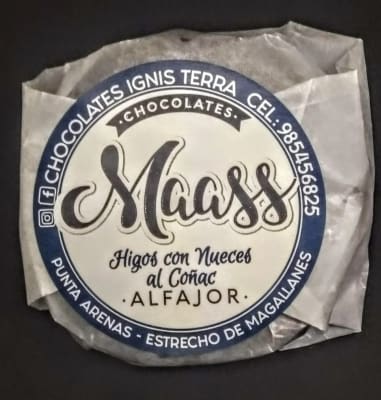 CHOCOLATES IGNIS TERRA CEL: 985456825
CHOCOLATES
Maass
Higos con Nueces
al Coñac
· ALFAJOR ·
PUNTA ARENAS - ESTRECHO DE MAGALLANES